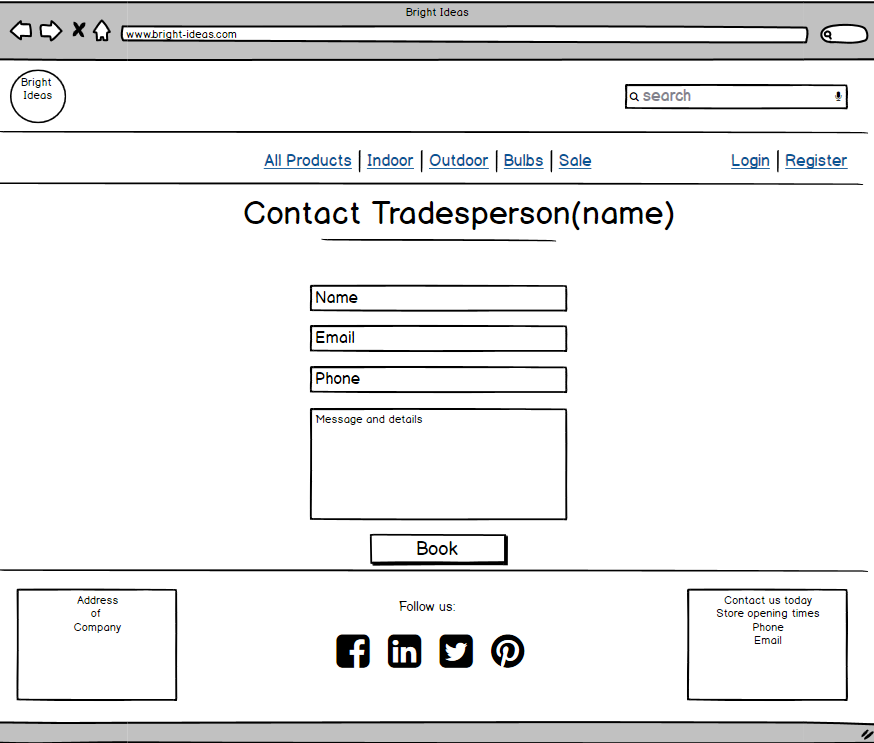 Bright Ideas
www.bright-ideas.com
Bright
Ideas
search
All Products | Indoor | Outdoor | Bulbs | Sale
Login | Register
Contact Tradesperson(name)
Name
Email
Phone
Message and details
Book
Address
of
Company
Follow us:
Contact us today
Store opening times
Phone
Email